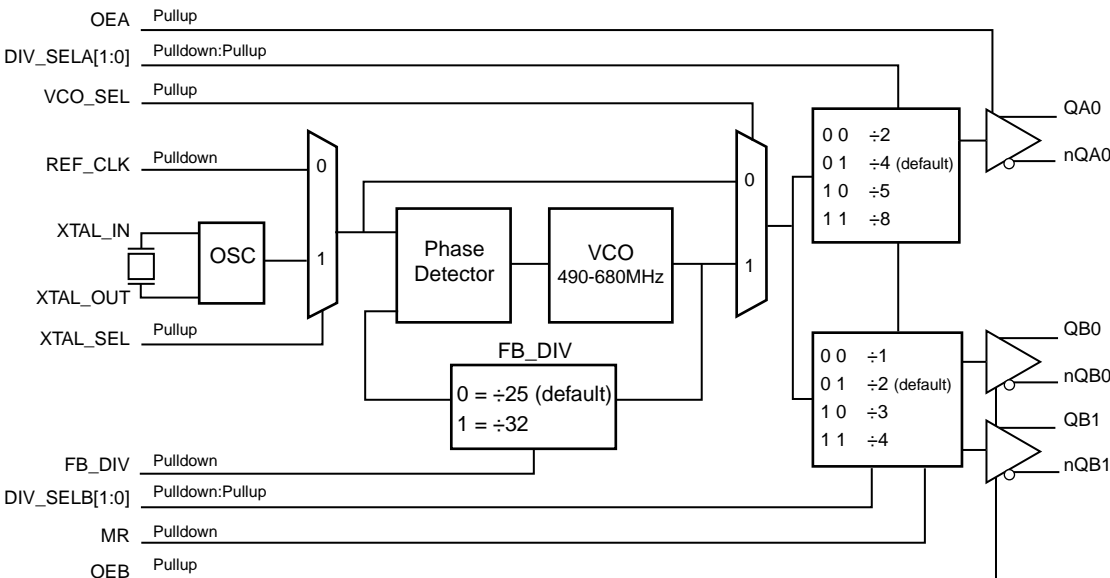 OEA Pullup
DIV_SELA[1:0] Pulldown:Pullup
VCO_SEL Pullup
REF_CLK Pulldown
XTAL_IN
XTAL_OUT
OSC
XTAL_SEL Pullup
0
1
Phase
Detector
VCO
490-680MHz
FB_DIV
0 = ÷25 (default)
1 = ÷32
0
1
0 0 ÷2
0 1 ÷4 (default)
1 0 ÷5
1 1 ÷8
QA0
nQA0
0 0 ÷1
0 1 ÷2 (default)
1 0 ÷3
1 1 ÷4
QB0
nQB0
QB1
nQB1
FB_DIV Pulldown
DIV_SELB[1:0] Pulldown:Pullup
MR Pulldown
OEB Pullup